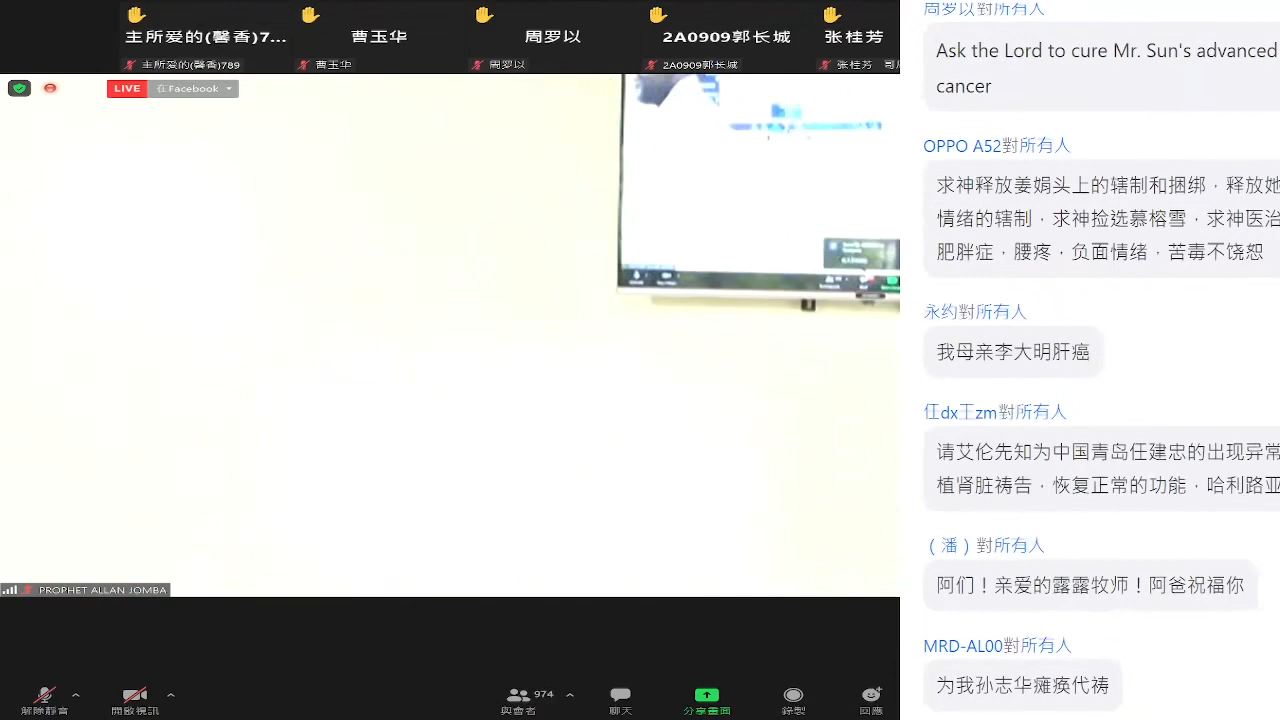 主所爱的(馨香)7...
曹玉华
周罗以
2A0909郭长城
张桂芳
主所爱的(馨香)789
曹玉华
周罗以
2A0909郭长城
张桂芳
LIVE 在Facebook
PROPHET ALLAN JOMBA
解除靜音
開啟視訊
974
與會者
聊天
分享畫面
錄製
回應
周罗以對所有人
Ask the Lord to cure Mr. Sun's advanced
cancer
OPPO A52對所有人
求神释放姜娟头上的辖制和捆绑，释放她
情绪的辖制，求神捡选慕榕雪，求神医治
肥胖症，腰疼，负面情绪，苦毒不饶恕
永约對所有人
我母亲李大明肝癌
任dx王zm對所有人
请艾伦先知为中国青岛任建忠的出现异常
植肾脏祷告，恢复正常的功能，哈利路亚
（潘）對所有人
阿们！亲爱的露露牧师！阿爸祝福你
MRD-AL00對所有人
为我孙志华瘫痪代祷